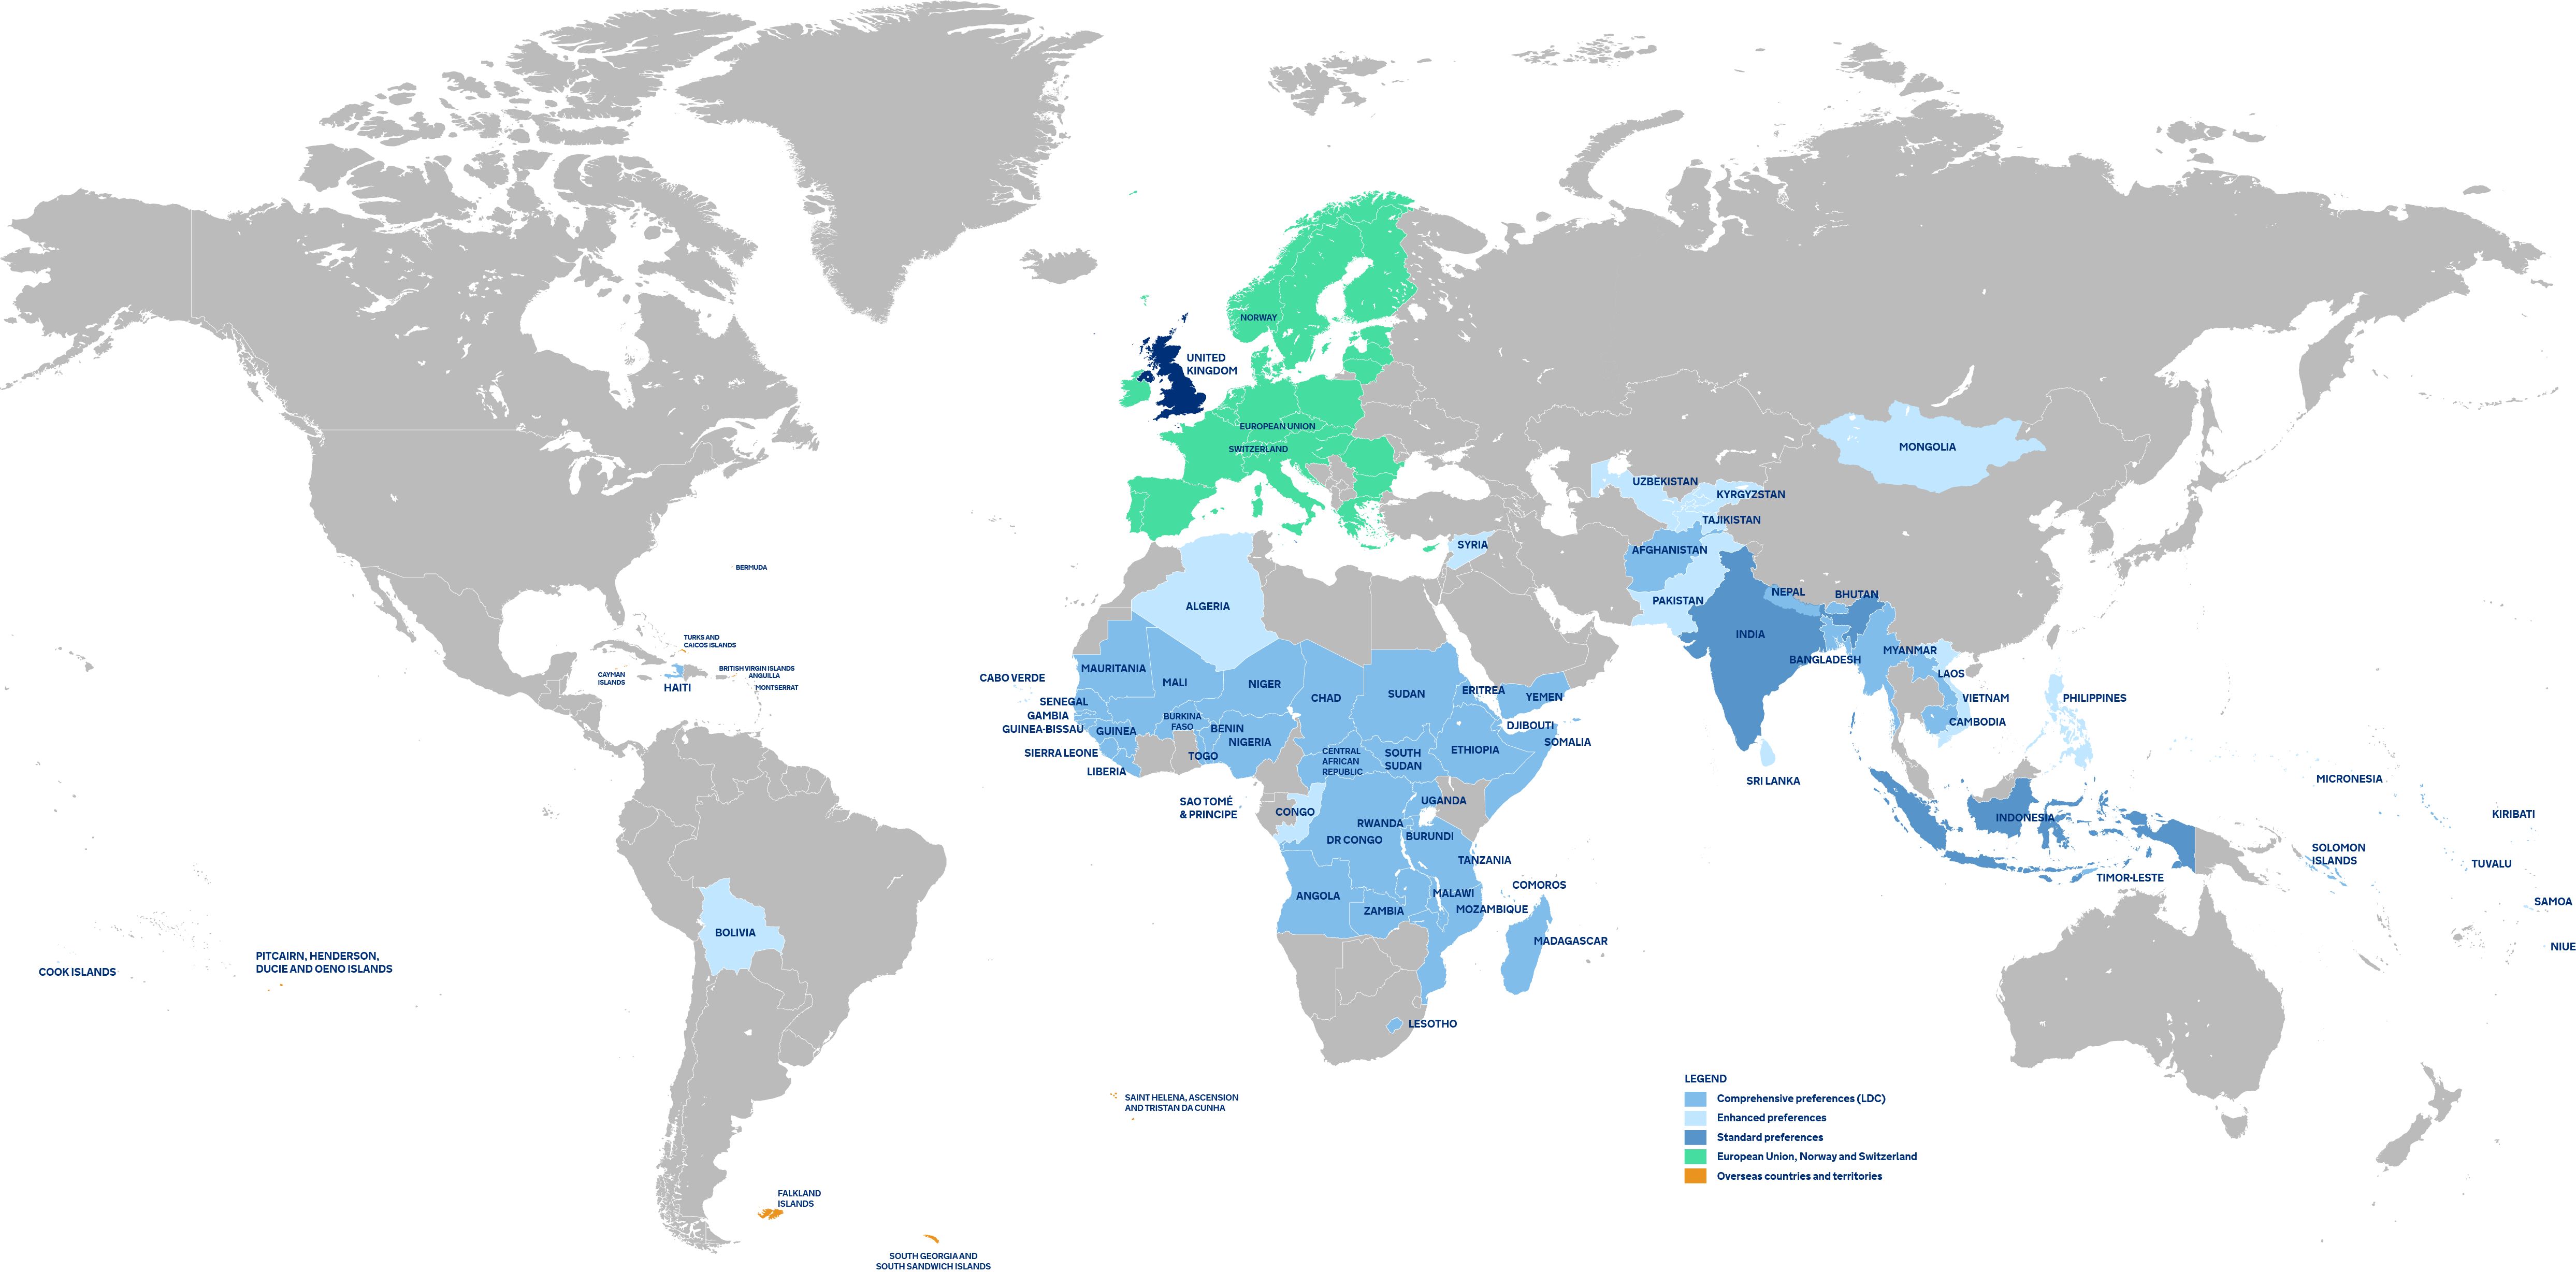 NORWAY
UNITED
KINGDOM
EUROPEAN UNION
SWITZERLAND
MONGOLIA
UZBEKISTAN
KYRGYZSTAN
TAJIKISTAN
SYRIA
AFGHANISTAN
BERMUDA
ALGERIA
PAKISTAN
NEPAL
BHUTAN
INDIA
BANGLADESH
MYANMAR
LAOS
VIETNAM
CAMBODIA
PHILIPPINES
TURKS AND
CAICOS ISLANDS
CAYMAN
ISLANDS
HAITI
BRITISH VIRGIN ISLANDS
ANGUILLA
MONTSERRAT
CABO VERDE
MAURITANIA
MALI
NIGER
CHAD
SUDAN
ERITREA
YEMEN
SENEGAL
GAMBIA
GUINEA-BISSAU
GUINEA
BURKINA
FASO
BENIN
NIGERIA
TOGO
SIERRA LEONE
LIBERIA
DJIBOUTI
SOMALIA
ETHIOPIA
SOUTH
SUDAN
CENTRAL
AFRICAN
REPUBLIC
SRI LANKA
MICRONESIA
SAO TOMÉ
& PRINCIPE
CONGO
UGANDA
RWANDA
DR CONGO
BURUNDI
TANZANIA
INDONESIA
KIRIBATI
SOLOMON
ISLANDS
TUVALU
TIMOR-LESTE
COMOROS
ANGOLA
MALAWI
ZAMBIA
MOZAMBIQUE
MADAGASCAR
SAMOA
NIUE
BOLIVIA
COOK ISLANDS
PITCAIRN, HENDERSON,
DUCIE AND OENO ISLANDS
LESOTHO
SAINT HELENA, ASCENSION
AND TRISTAN DA CUNHA
FALKLAND
ISLANDS
SOUTH GEORGIA AND
SOUTH SANDWICH ISLANDS
LEGEND
Comprehensive preferences (LDC)
Enhanced preferences
Standard preferences
European Union, Norway and Switzerland
Overseas countries and territories